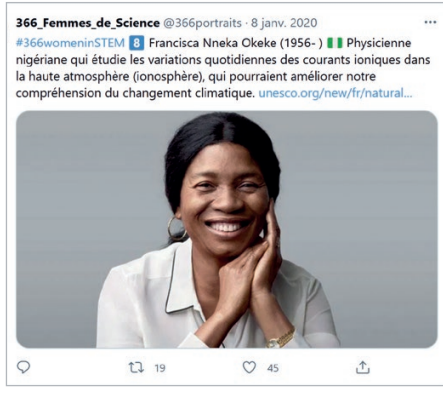 366_Femmes_de_Science @366portraits · 8 janv. 2020
#366womeninSTEM 8️⃣ Francisca Nneka Okeke (1956- ) 🇳🇬 Physicienne
nigériane qui étudie les variations quotidiennes des courants ioniques dans
la haute atmosphère (ionosphère), qui pourraient améliorer notre
compréhension du changement climatique. unesco.org/new/fr/natural...
19
45